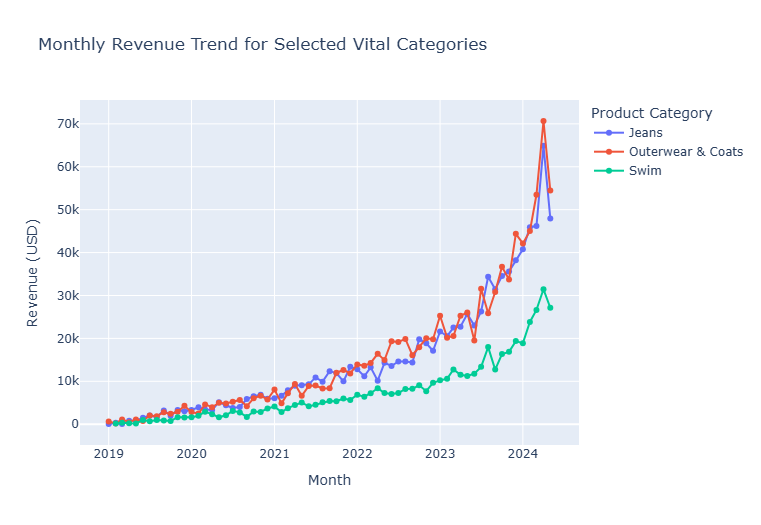 Monthly Revenue Trend for Selected Vital Categories
Product Category
Jeans
Outerwear & Coats
Swim
Revenue (USD)
70k
60k
50k
40k
30k
20k
10k
0
2019
2020
2021
2022
2023
2024
Month